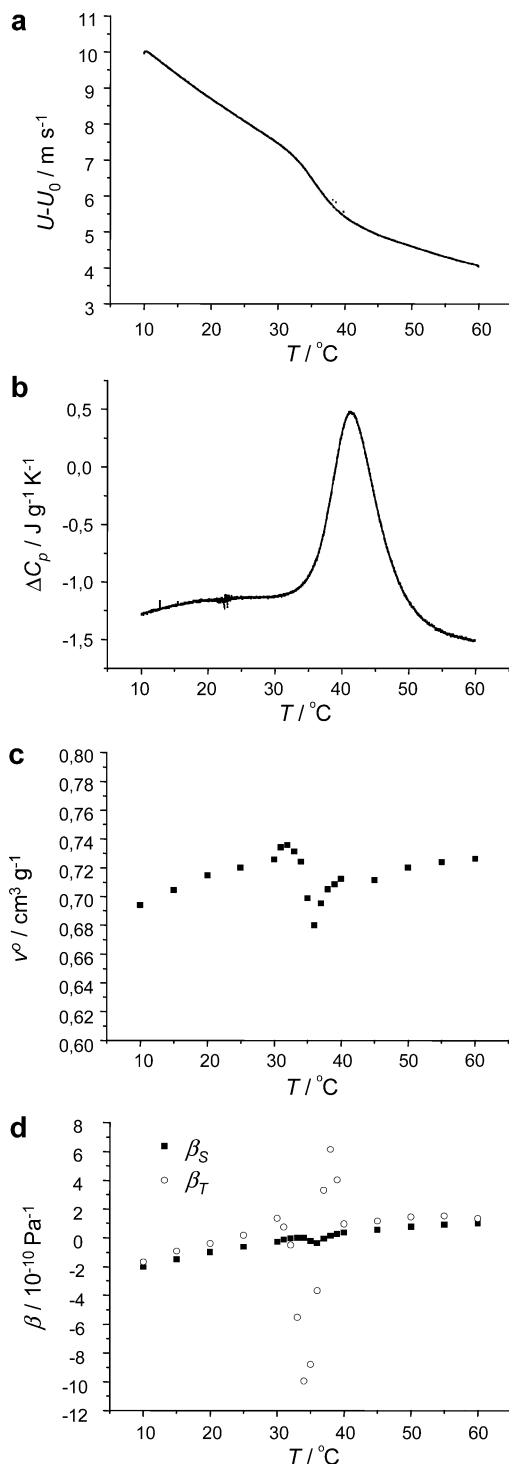 a
11
10
9
8
7
6
5
4
3
U-U₀ / m s⁻¹
10 20 30 40 50 60
T / °C
b
0,5
0,0
-0,5
-1,0
-1,5
ΔCₚ / J g⁻¹ K⁻¹
10 20 30 40 50 60
T / °C
c
0,80
0,78
0,76
0,74
0,72
0,70
0,68
0,66
0,64
0,62
0,60
vᵒ / cm³ g⁻¹
10 20 30 40 50 60
T / °C
d
8
6
4
2
0
-2
-4
-6
-8
-10
-12
β_S
β_T
β / 10⁻¹⁰ Pa⁻¹
10 20 30 40 50 60
T / °C